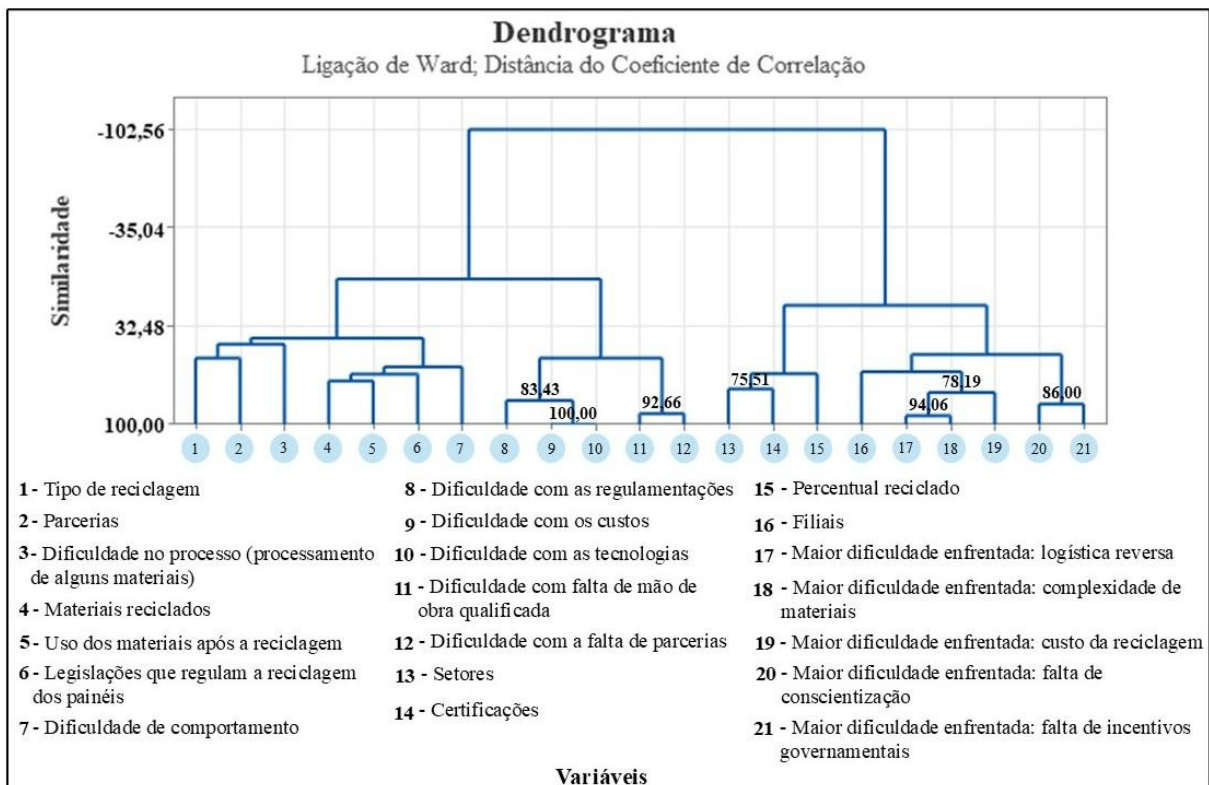 Dendrograma
Ligação de Ward; Distância do Coeficiente de Correlação
Similaridade
-102,56
-35,04
32,48
100,00
83,43
100,00
92,66
75,51
78,19
94,06
86,00
1 2 3 4 5 6 7 8 9 10 11 12 13 14 15 16 17 18 19 20 21
1 - Tipo de reciclagem
2 - Parcerias
3 - Dificuldade no processo (processamento
de alguns materiais)
4 - Materiais reciclados
5 - Uso dos materiais após a reciclagem
6 - Legislações que regulam a reciclagem
dos painéis
7 - Dificuldade de comportamento
8 - Dificuldade com as regulamentações
9 - Dificuldade com os custos
10 - Dificuldade com as tecnologias
11 - Dificuldade com falta de mão de
obra qualificada
12 - Dificuldade com a falta de parcerias
13 - Setores
14 - Certificações
15 - Percentual reciclado
16 - Filiais
17 - Maior dificuldade enfrentada: logística reversa
18 - Maior dificuldade enfrentada: complexidade de
materiais
19 - Maior dificuldade enfrentada: custo da reciclagem
20 - Maior dificuldade enfrentada: falta de
conscientização
21 - Maior dificuldade enfrentada: falta de incentivos
governamentais
Variáveis